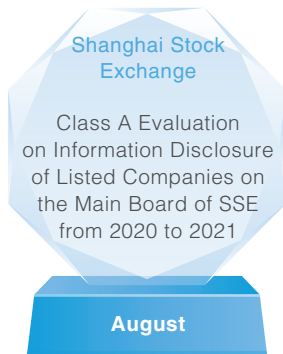 Shanghai Stock
Exchange
Class A Evaluation
on Information Disclosure
of Listed Companies on
the Main Board of SSE
from 2020 to 2021
August